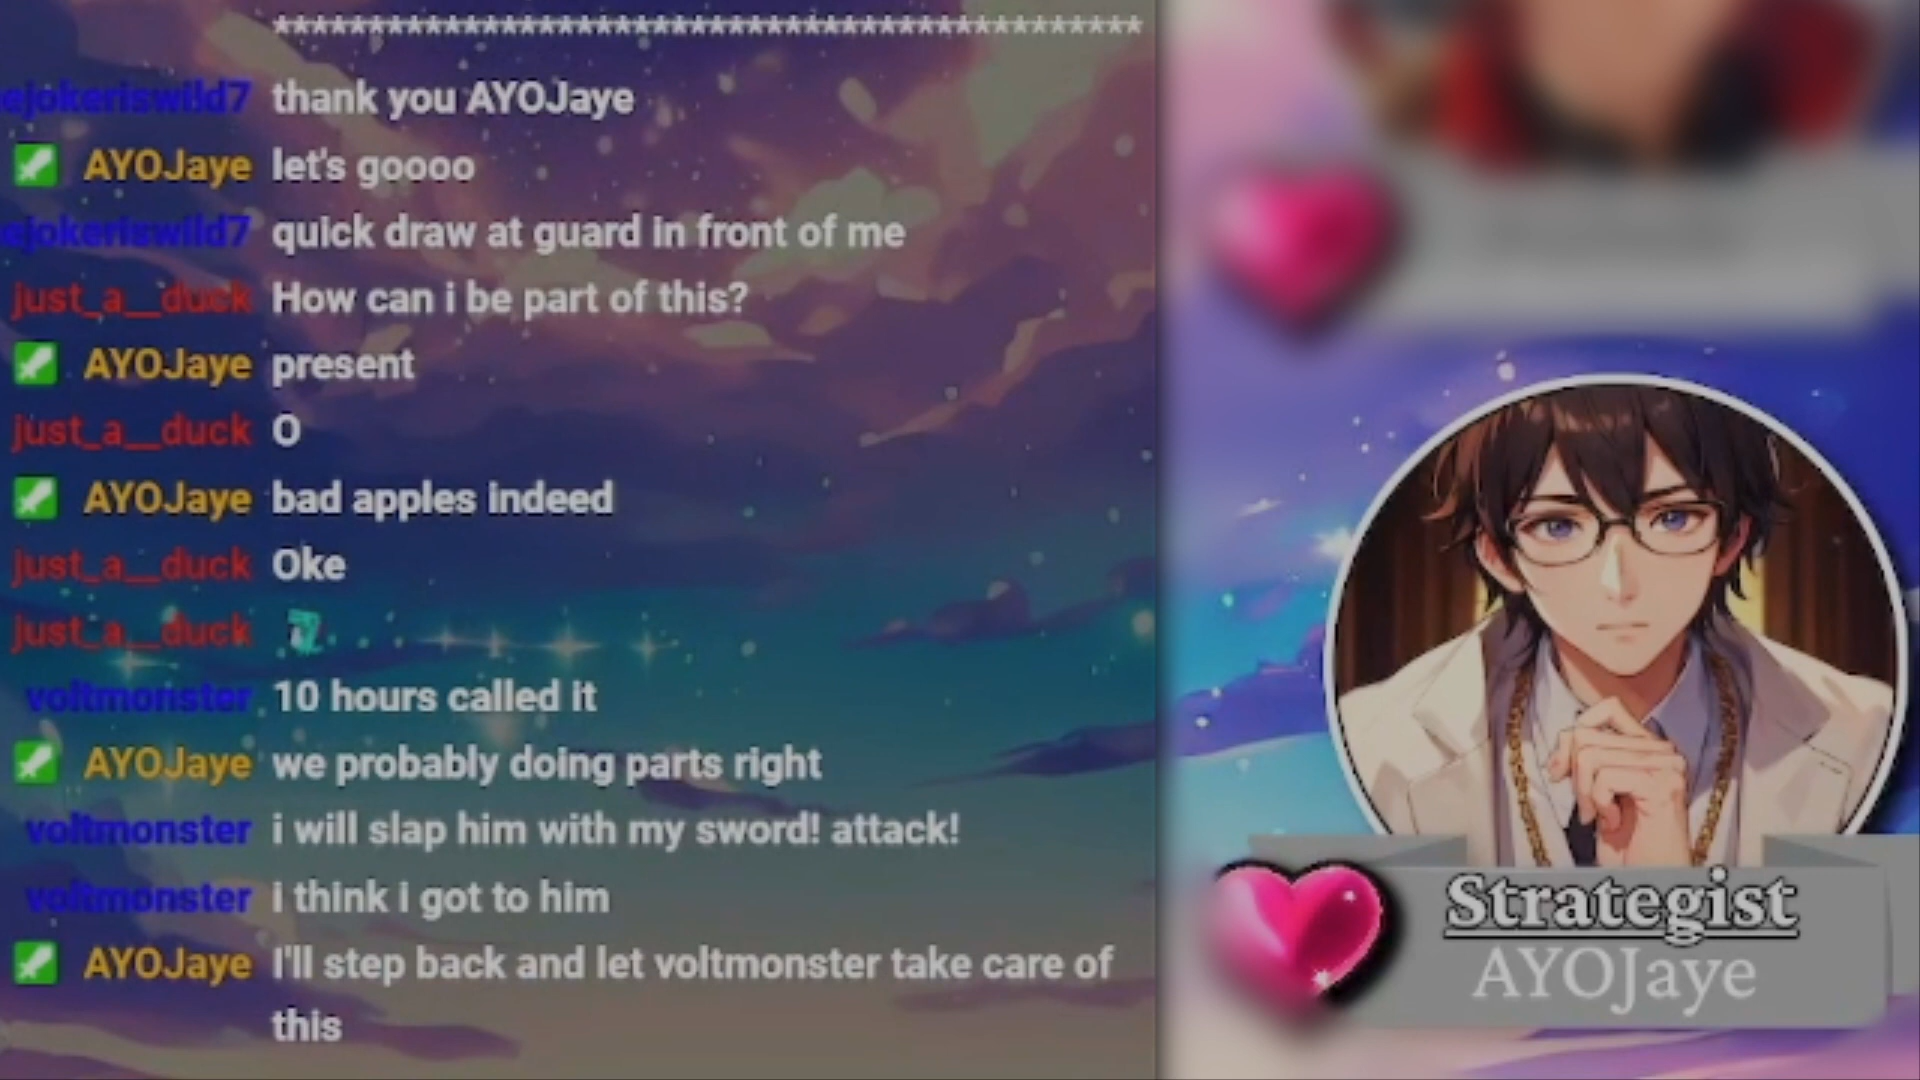 **********************************************
ejokeriswild7 thank you AYOJaye
AYOJaye let's goooo
ejokeriswild7 quick draw at guard in front of me
just_a__duck How can i be part of this?
AYOJaye present
just_a__duck O
AYOJaye bad apples indeed
just_a__duck Oke
just_a__duck
voltmonster 10 hours called it
AYOJaye we probably doing parts right
voltmonster i will slap him with my sword! attack!
voltmonster i think i got to him
AYOJaye I'll step back and let voltmonster take care of
this
Strategist
AYOJaye